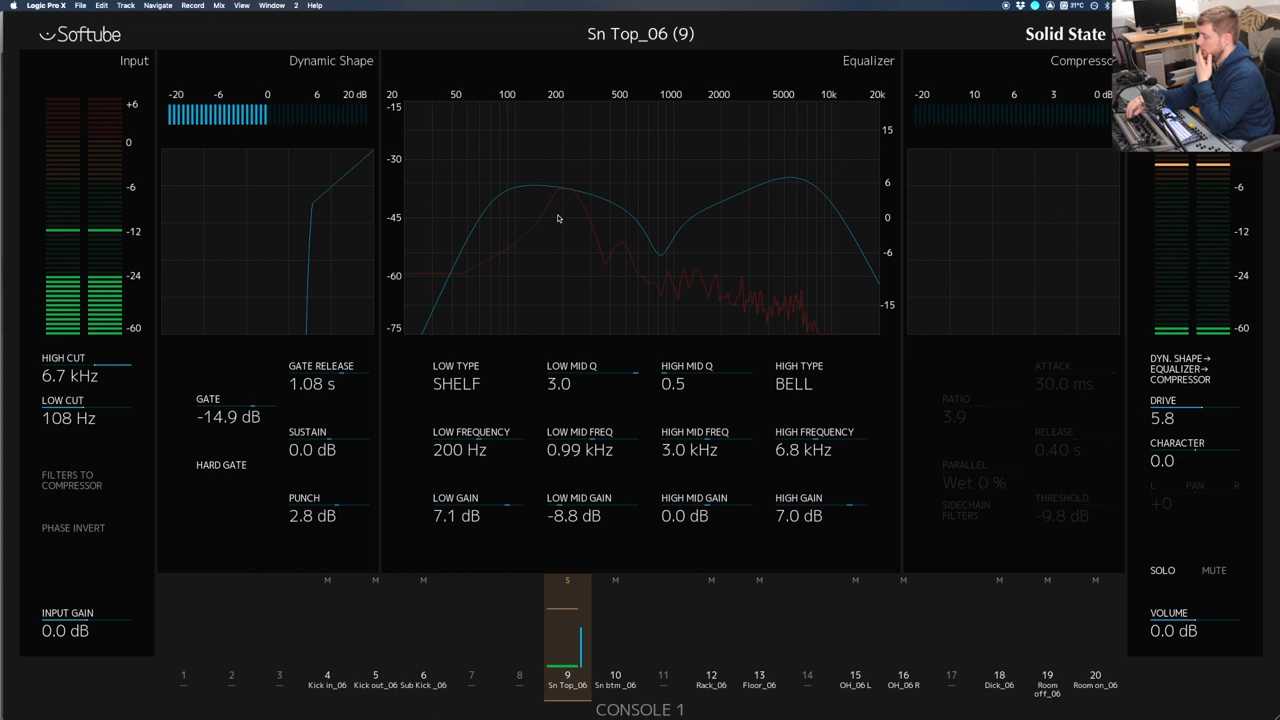 Logic Pro X File Edit Track Navigate Record Mix View Window 2 Help
31°C
Softube
Sn Top_06 (9)
Solid State
Input
Dynamic Shape
Equalizer
Compresso
-20 -6 0 6 20 dB
20 50 100 200 500 1000 2000 5000 10k 20k
-20 10 6 3 0 dB
+6
0
-6
-12
-24
-60
-15
-30
-45
-60
-75
15
6
0
-6
-15
-6
-12
-24
-60
HIGH CUT
6.7 kHz
LOW CUT
108 Hz
FILTERS TO
COMPRESSOR
PHASE INVERT
INPUT GAIN
0.0 dB
GATE RELEASE
1.08 s
GATE
-14.9 dB
SUSTAIN
0.0 dB
HARD GATE
PUNCH
2.8 dB
LOW TYPE
SHELF
LOW MID Q
3.0
HIGH MID Q
0.5
HIGH TYPE
BELL
LOW FREQUENCY
200 Hz
LOW MID FREQ
0.99 kHz
HIGH MID FREQ
3.0 kHz
HIGH FREQUENCY
6.8 kHz
LOW GAIN
7.1 dB
LOW MID GAIN
-8.8 dB
HIGH MID GAIN
0.0 dB
HIGH GAIN
7.0 dB
ATTACK
30.0 ms
RATIO
3.9
RELEASE
0.40 s
PARALLEL
Wet 0 %
SIDECHAIN
FILTERS
THRESHOLD
-9.8 dB
DYN. SHAPE→
EQUALIZER→
COMPRESSOR
DRIVE
5.8
CHARACTER
0.0
L PAN R
+0
SOLO MUTE
VOLUME
0.0 dB
M M M S M M M M M M M M
1 2 3 4 5 6 7 8 9 10 11 12 13 14 15 16 17 18 19 20
Kick in_06 Kick out_06 Sub Kick _06 Sn Top_06 Sn btm _06 Rack_06 Floor_06 OH_06 L OH_06 R Dick_06 Room off_06 Room on_06
CONSOLE 1